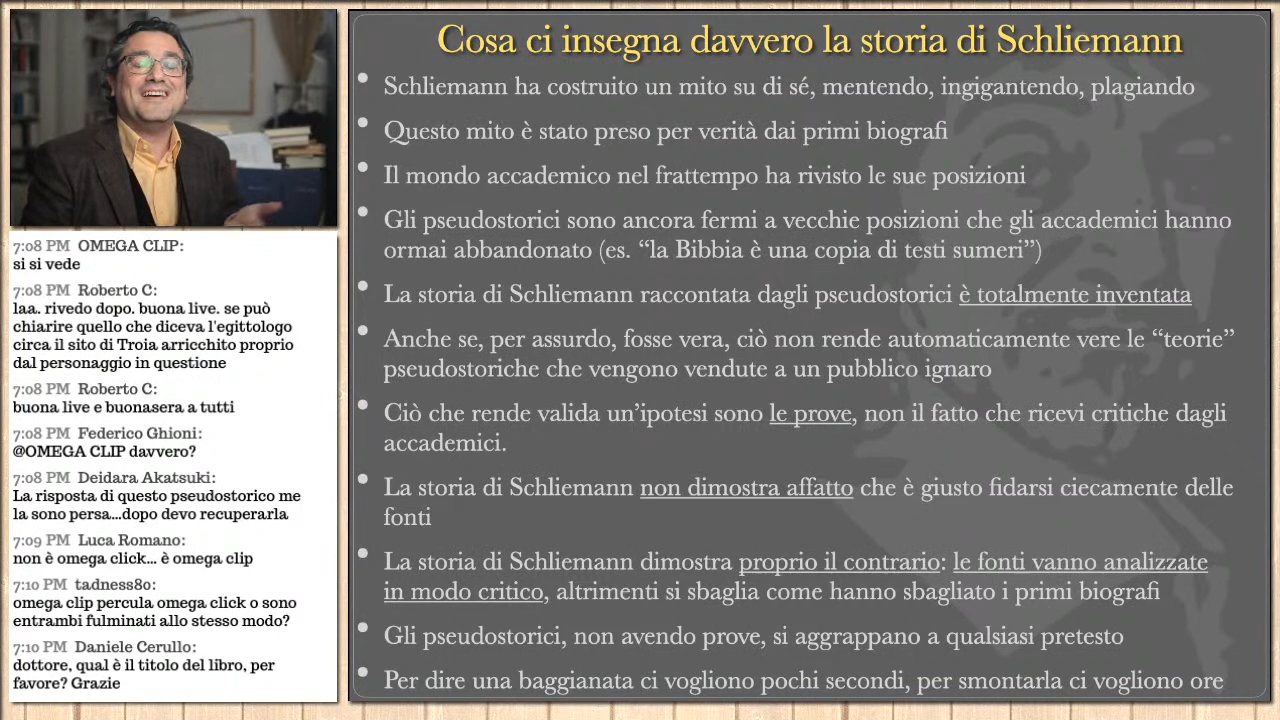 Cosa ci insegna davvero la storia di Schliemann
Schliemann ha costruito un mito su di sé, mentendo, ingigantendo, plagiando
Questo mito è stato preso per verità dai primi biografi
Il mondo accademico nel frattempo ha rivisto le sue posizioni
Gli pseudostorici sono ancora fermi a vecchie posizioni che gli accademici hanno
ormai abbandonato (es. “la Bibbia è una copia di testi sumeri”)
La storia di Schliemann raccontata dagli pseudostorici è totalmente inventata
Anche se, per assurdo, fosse vera, ciò non rende automaticamente vere le “teorie”
pseudostoriche che vengono vendute a un pubblico ignaro
Ciò che rende valida un’ipotesi sono le prove, non il fatto che ricevi critiche dagli
accademici.
La storia di Schliemann non dimostra affatto che è giusto fidarsi ciecamente delle
fonti
La storia di Schliemann dimostra proprio il contrario: le fonti vanno analizzate
in modo critico, altrimenti si sbaglia come hanno sbagliato i primi biografi
Gli pseudostorici, non avendo prove, si aggrappano a qualsiasi pretesto
Per dire una baggianata ci vogliono pochi secondi, per smontarla ci vogliono ore
7:08 PM OMEGA CLIP:
si si vede
7:08 PM Roberto C:
laa. rivedo dopo. buona live. se può
chiarire quello che diceva l'egittologo
circa il sito di Troia arricchito proprio
dal personaggio in questione
7:08 PM Roberto C:
buona live e buonasera a tutti
7:08 PM Federico Ghioni:
@OMEGA CLIP davvero?
7:08 PM Deidara Akatsuki:
La risposta di questo pseudostorico me
la sono persa...dopo devo recuperarla
7:09 PM Luca Romano:
non è omega click... è omega clip
7:10 PM tadness80:
omega clip percula omega click o sono
entrambi fulminati allo stesso modo?
7:10 PM Daniele Cerullo:
dottore, qual è il titolo del libro, per
favore? Grazie